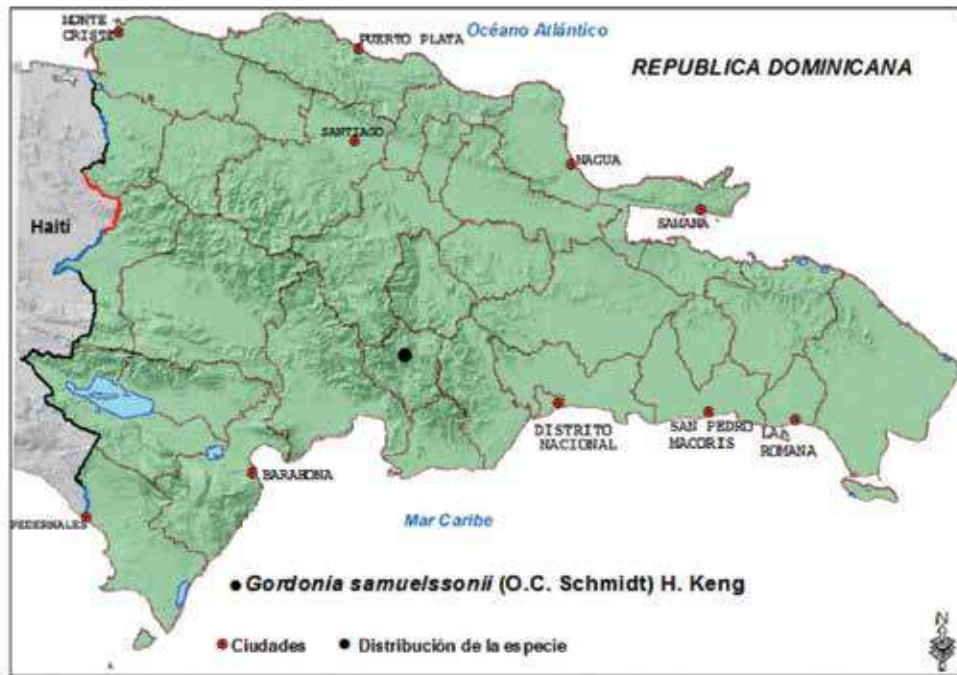 MONTE
CRISTI
PUERTO PLATA
Océano Atlántico
REPUBLICA DOMINICANA
SANTIAGO
NAGUA
Haití
SAMANA
DISTRITO
NACIONAL
SAN PEDRO
MACORIS
LA
ROMANA
BARAHONA
PEDERNALES
Mar Caribe
Gordonia samuelssonii (O.C. Schmidt) H. Keng
Ciudades
Distribución de la especie
N